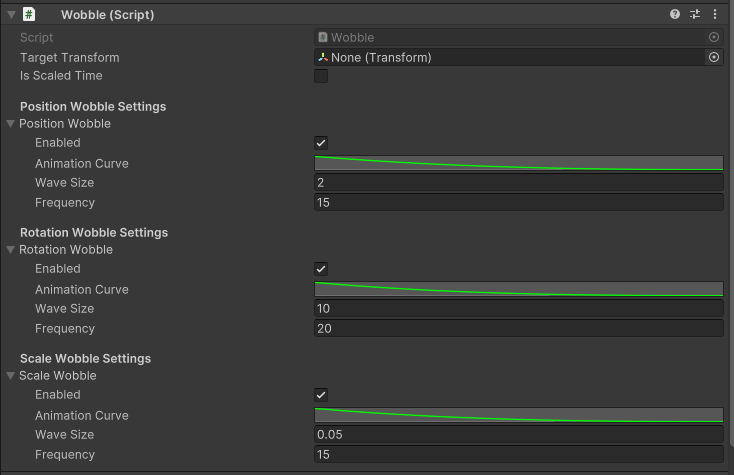 Wobble (Script)
Script Wobble
Target Transform None (Transform)
Is Scaled Time
Position Wobble Settings
Position Wobble
Enabled
Animation Curve
Wave Size 2
Frequency 15
Rotation Wobble Settings
Rotation Wobble
Enabled
Animation Curve
Wave Size 10
Frequency 20
Scale Wobble Settings
Scale Wobble
Enabled
Animation Curve
Wave Size 0.05
Frequency 15